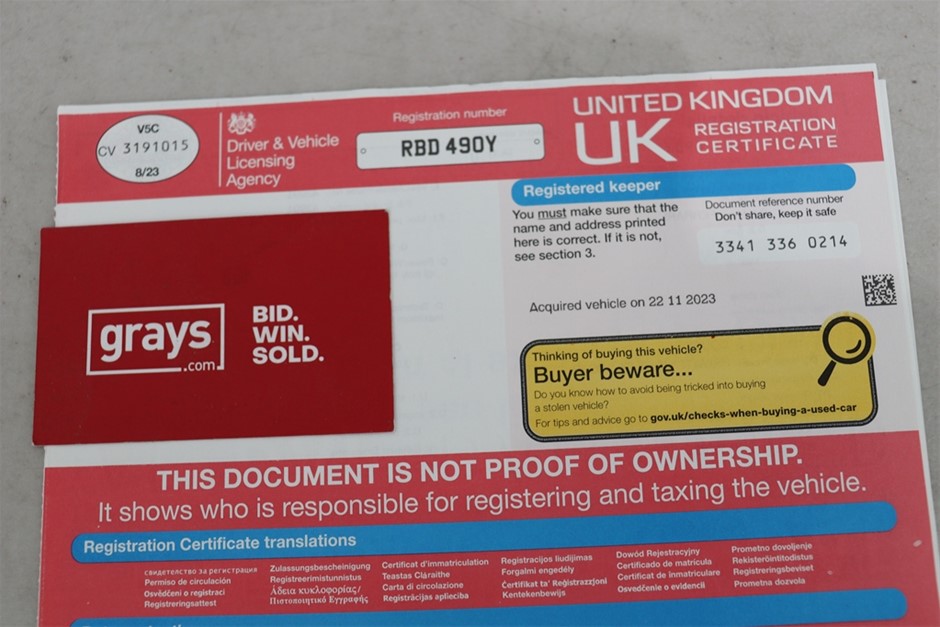 V5C
CV 3191015
8/23
Driver & Vehicle
Licensing
Agency
Registration number
RBD 490Y
UNITED KINGDOM
UK
REGISTRATION
CERTIFICATE
Registered keeper
You must make sure that the
name and address printed
here is correct. If it is not,
see section 3.
Document reference number
Don't share, keep it safe
3341 336 0214
Acquired vehicle on 22 11 2023
grays
.com
BID.
WIN.
SOLD.
Thinking of buying this vehicle?
Buyer beware...
Do you know how to avoid being tricked into buying
a stolen vehicle?
For tips and advice go to gov.uk/checks-when-buying-a-used-car
THIS DOCUMENT IS NOT PROOF OF OWNERSHIP.
It shows who is responsible for registering and taxing the vehicle.
Registration Certificate translations
свидетелство за регистрация
Permiso de circulación
Osvědčení o registraci
Registreringsattest
Zulassungsbescheinigung
Registreerimistunnistus
Άδεια κυκλοφορίας/
Πιστοποιητικό Εγγραφής
Certificat d'immatriculation
Teastas Cláraithe
Carta di circolazione
Reģistrācijas apliecība
Registracijos liudijimas
Forgalmi engedély
Ċertifikat ta' Reġistrazzjoni
Kentekenbewijs
Dowód Rejestracyjny
Certificado de matrícula
Certificat de inmatriculare
Osvedčenie o evidencii
Prometno dovoljenje
Rekisteröintitodistus
Registreringsbeviset
Prometna dozvola